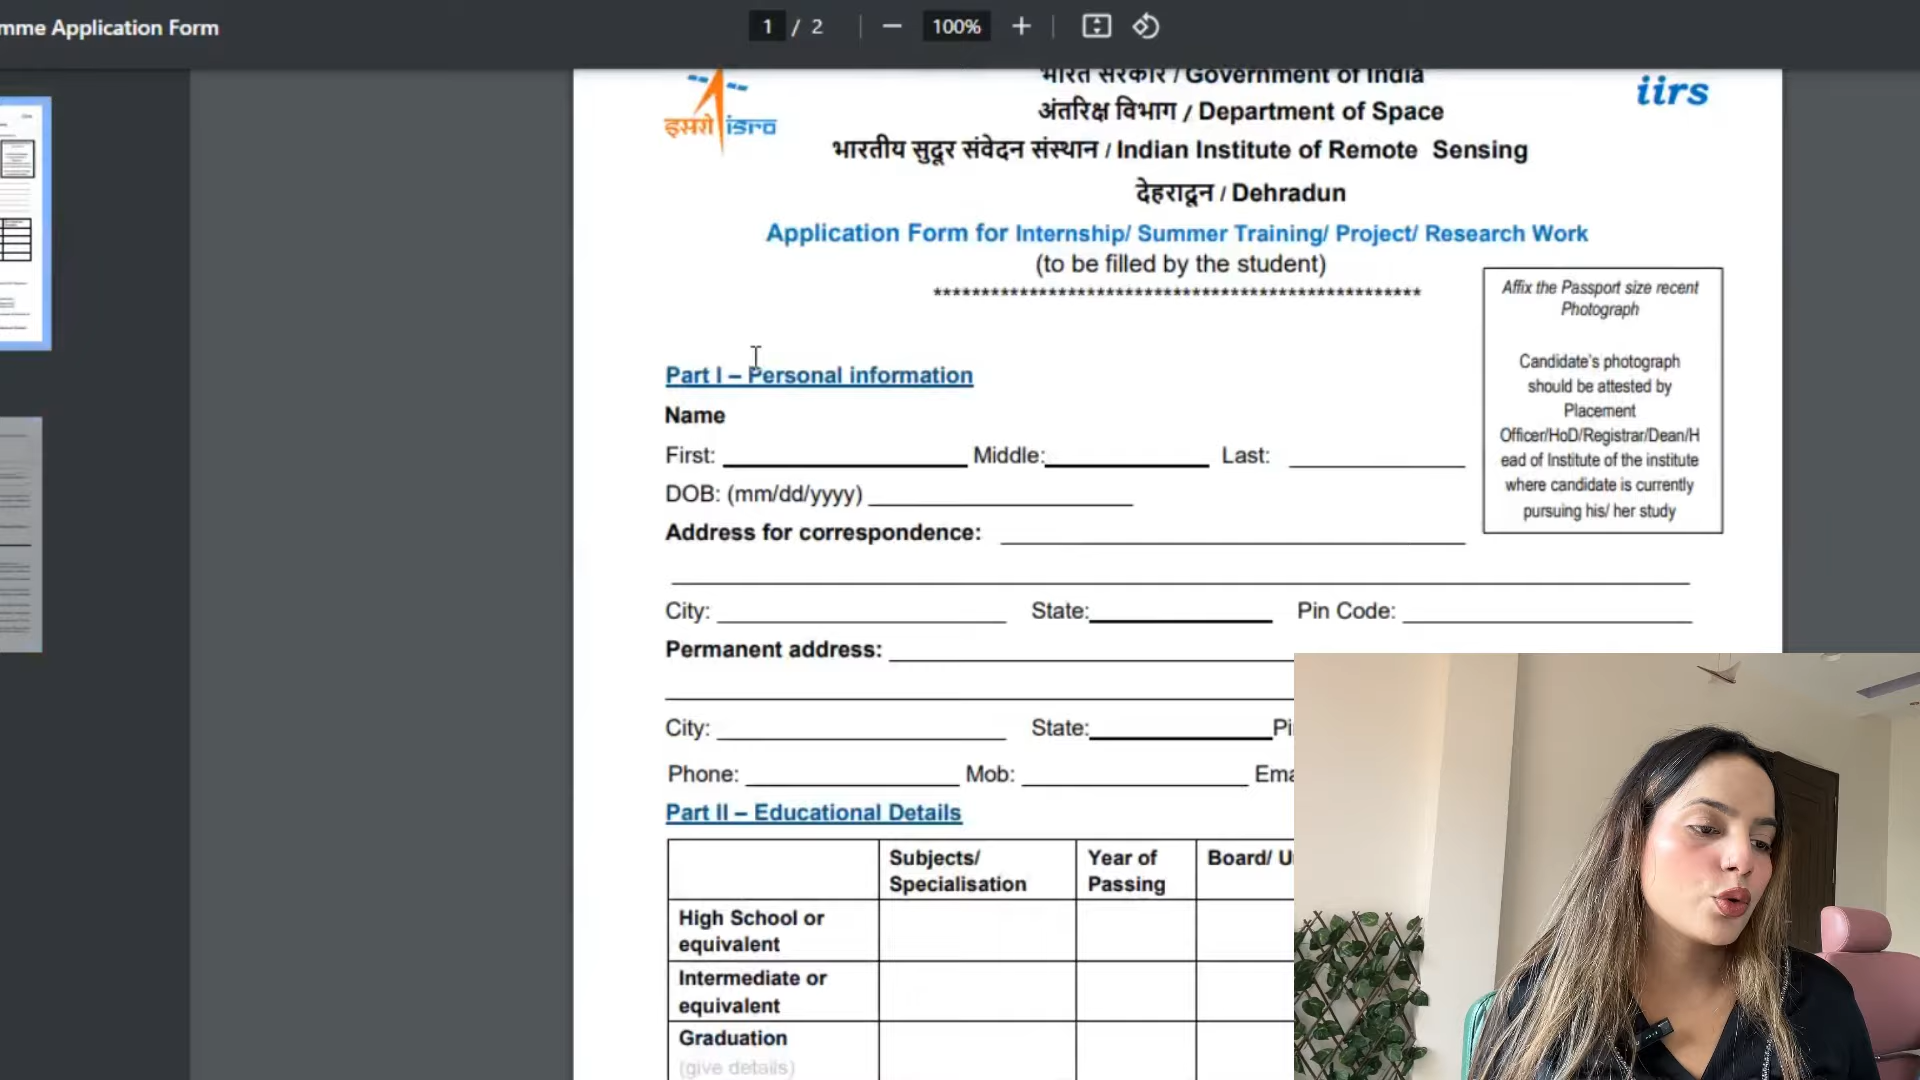 mme Application Form
1 / 2
100%
इसरो isro
भारत सरकार / Government of India
iirs
अंतरिक्ष विभाग / Department of Space
भारतीय सुदूर संवेदन संस्थान / Indian Institute of Remote Sensing
देहरादून / Dehradun
Application Form for Internship/ Summer Training/ Project/ Research Work
(to be filled by the student)
****************************************************
Affix the Passport size recent
Photograph
Candidate's photograph
should be attested by
Placement
Officer/HoD/Registrar/Dean/H
ead of Institute of the institute
where candidate is currently
pursuing his/ her study
Part I – Personal information
Name
First: Middle: Last:
DOB: (mm/dd/yyyy)
Address for correspondence:
City: State: Pin Code:
Permanent address:
City: State: Pi
Phone: Mob: Ema
Part II – Educational Details
Subjects/
Specialisation
Year of
Passing
Board/ U
High School or
equivalent
Intermediate or
equivalent
Graduation
(give details)